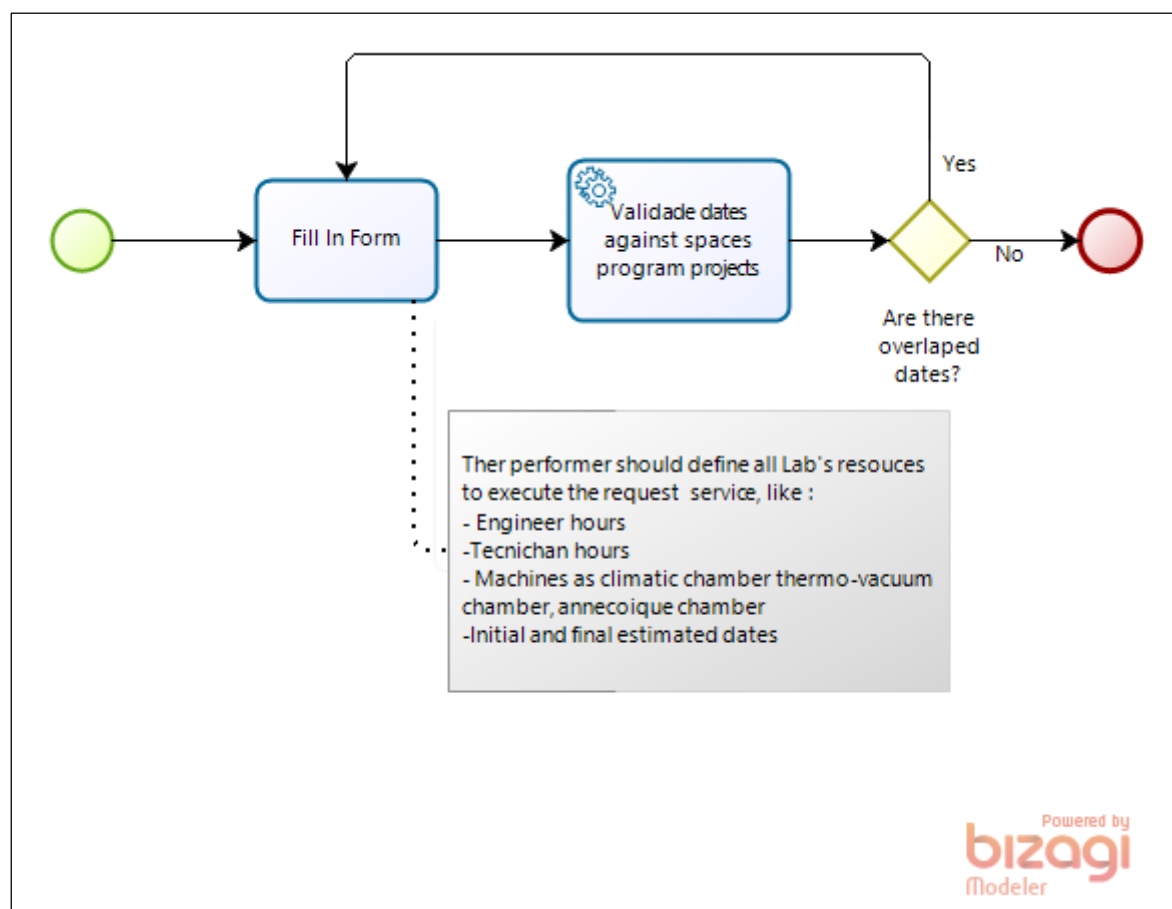 Yes
Fill In Form
Validade dates
against spaces
program projects
No
Are there
overlaped
dates?
Ther performer should define all Lab's resouces
to execute the request  service, like :
- Engineer hours
-Tecnichan hours
- Machines as climatic chamber thermo-vacuum
chamber, annecoique chamber
-Initial and final estimated dates
Powered by
bizagi
Modeler